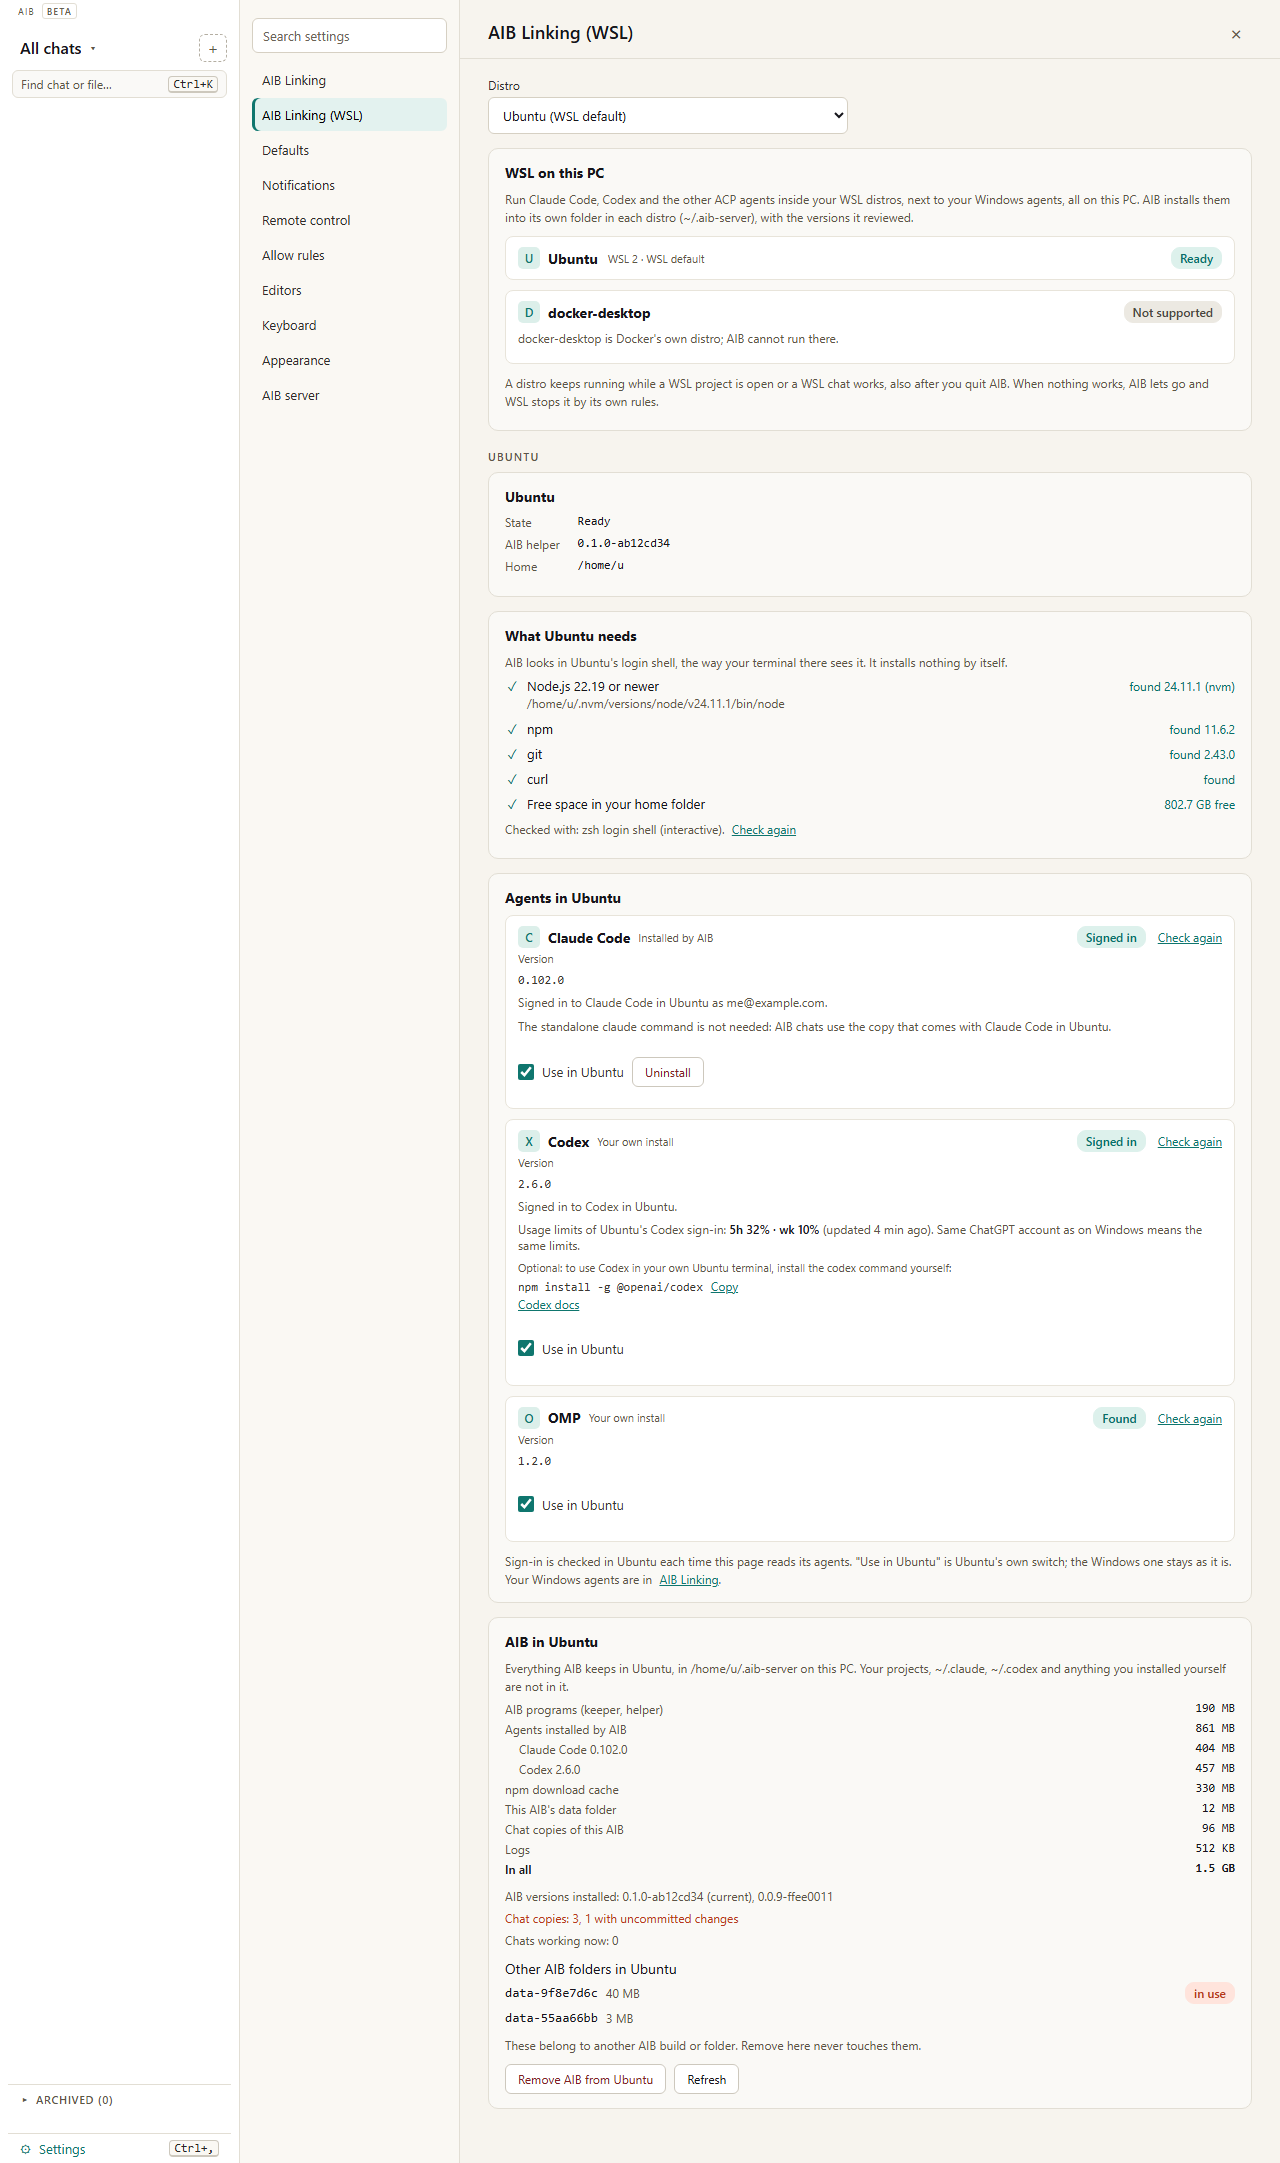 AIB BETA
All chats
+
Find chat or file... Ctrl+K
ARCHIVED (0)
Settings Ctrl+,
Search settings
AIB Linking
AIB Linking (WSL)
Defaults
Notifications
Remote control
Allow rules
Editors
Keyboard
Appearance
AIB server
AIB Linking (WSL)
×
Distro
Ubuntu (WSL default)
WSL on this PC
Run Claude Code, Codex and the other ACP agents inside your WSL distros, next to your Windows agents, all on this PC. AIB installs them
into its own folder in each distro (~/.aib-server), with the versions it reviewed.
U Ubuntu WSL 2 · WSL default Ready
D docker-desktop Not supported
docker-desktop is Docker's own distro; AIB cannot run there.
A distro keeps running while a WSL project is open or a WSL chat works, also after you quit AIB. When nothing works, AIB lets go and
WSL stops it by its own rules.
UBUNTU
Ubuntu
State Ready
AIB helper 0.1.0-ab12cd34
Home /home/u
What Ubuntu needs
AIB looks in Ubuntu's login shell, the way your terminal there sees it. It installs nothing by itself.
✓ Node.js 22.19 or newer found 24.11.1 (nvm)
/home/u/.nvm/versions/node/v24.11.1/bin/node
✓ npm found 11.6.2
✓ git found 2.43.0
✓ curl found
✓ Free space in your home folder 802.7 GB free
Checked with: zsh login shell (interactive). Check again
Agents in Ubuntu
C Claude Code Installed by AIB Signed in Check again
Version
0.102.0
Signed in to Claude Code in Ubuntu as me@example.com.
The standalone claude command is not needed: AIB chats use the copy that comes with Claude Code in Ubuntu.
Use in Ubuntu Uninstall
X Codex Your own install Signed in Check again
Version
2.6.0
Signed in to Codex in Ubuntu.
Usage limits of Ubuntu's Codex sign-in: 5h 32% · wk 10% (updated 4 min ago). Same ChatGPT account as on Windows means the
same limits.
Optional: to use Codex in your own Ubuntu terminal, install the codex command yourself:
npm install -g @openai/codex Copy
Codex docs
Use in Ubuntu
O OMP Your own install Found Check again
Version
1.2.0
Use in Ubuntu
Sign-in is checked in Ubuntu each time this page reads its agents. "Use in Ubuntu" is Ubuntu's own switch; the Windows one stays as it is.
Your Windows agents are in AIB Linking.
AIB in Ubuntu
Everything AIB keeps in Ubuntu, in /home/u/.aib-server on this PC. Your projects, ~/.claude, ~/.codex and anything you installed yourself
are not in it.
AIB programs (keeper, helper) 190 MB
Agents installed by AIB 861 MB
Claude Code 0.102.0 404 MB
Codex 2.6.0 457 MB
npm download cache 330 MB
This AIB's data folder 12 MB
Chat copies of this AIB 96 MB
Logs 512 KB
In all 1.5 GB
AIB versions installed: 0.1.0-ab12cd34 (current), 0.0.9-ffee0011
Chat copies: 3, 1 with uncommitted changes
Chats working now: 0
Other AIB folders in Ubuntu
data-9f8e7d6c 40 MB in use
data-55aa66bb 3 MB
These belong to another AIB build or folder. Remove here never touches them.
Remove AIB from Ubuntu Refresh